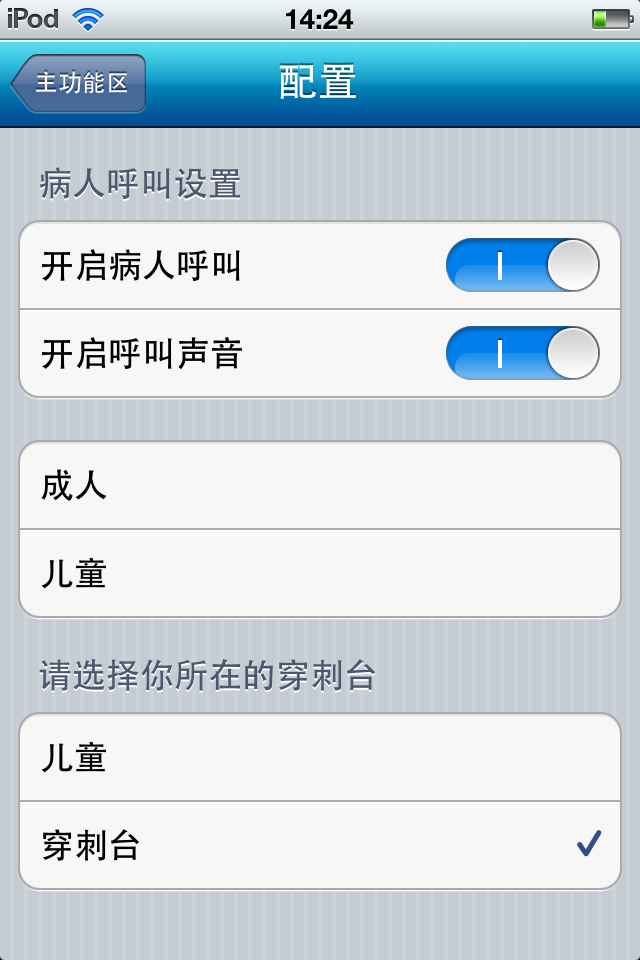 iPod 14:24
主功能区 配置
病人呼叫设置
开启病人呼叫
开启呼叫声音
成人
儿童
请选择你所在的穿刺台
儿童
穿刺台